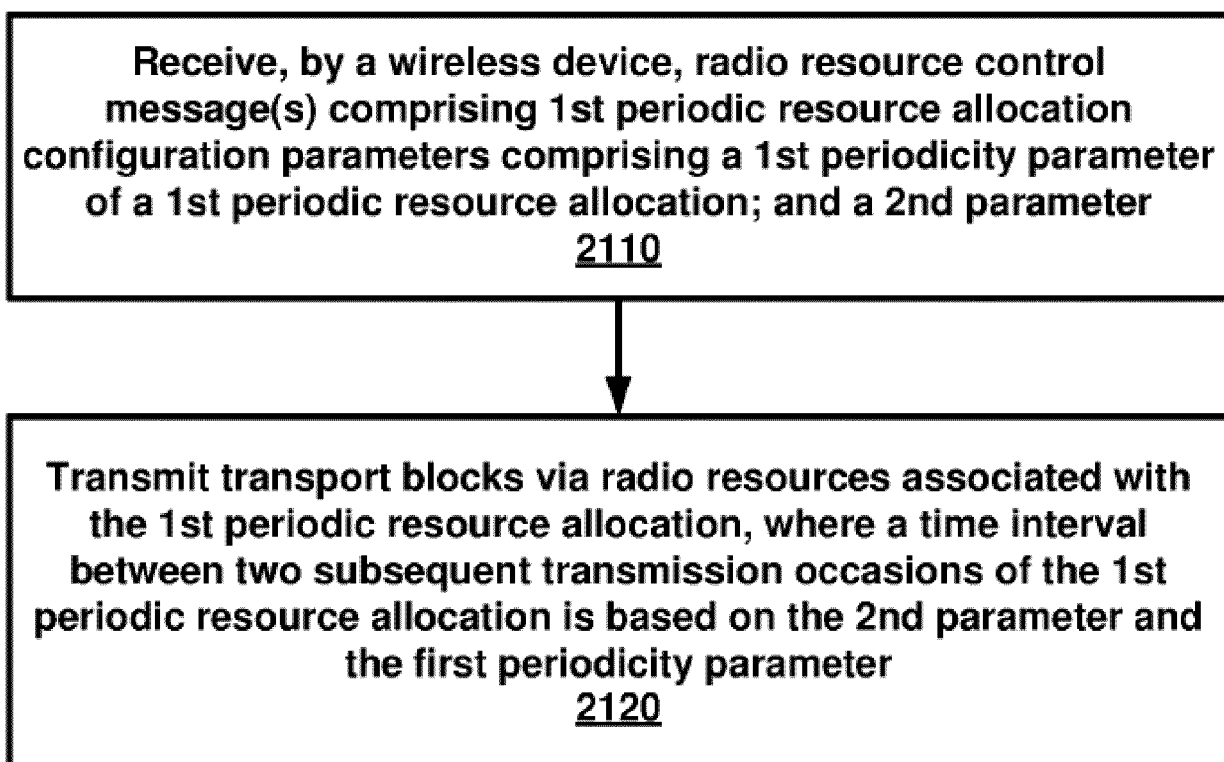 Receive, by a wireless device, radio resource control
message(s) comprising 1st periodic resource allocation
configuration parameters comprising a 1st periodicity parameter
of a 1st periodic resource allocation; and a 2nd parameter
2110
Transmit transport blocks via radio resources associated with
the 1st periodic resource allocation, where a time interval
between two subsequent transmission occasions of the 1st
periodic resource allocation is based on the 2nd parameter and
the first periodicity parameter
2120